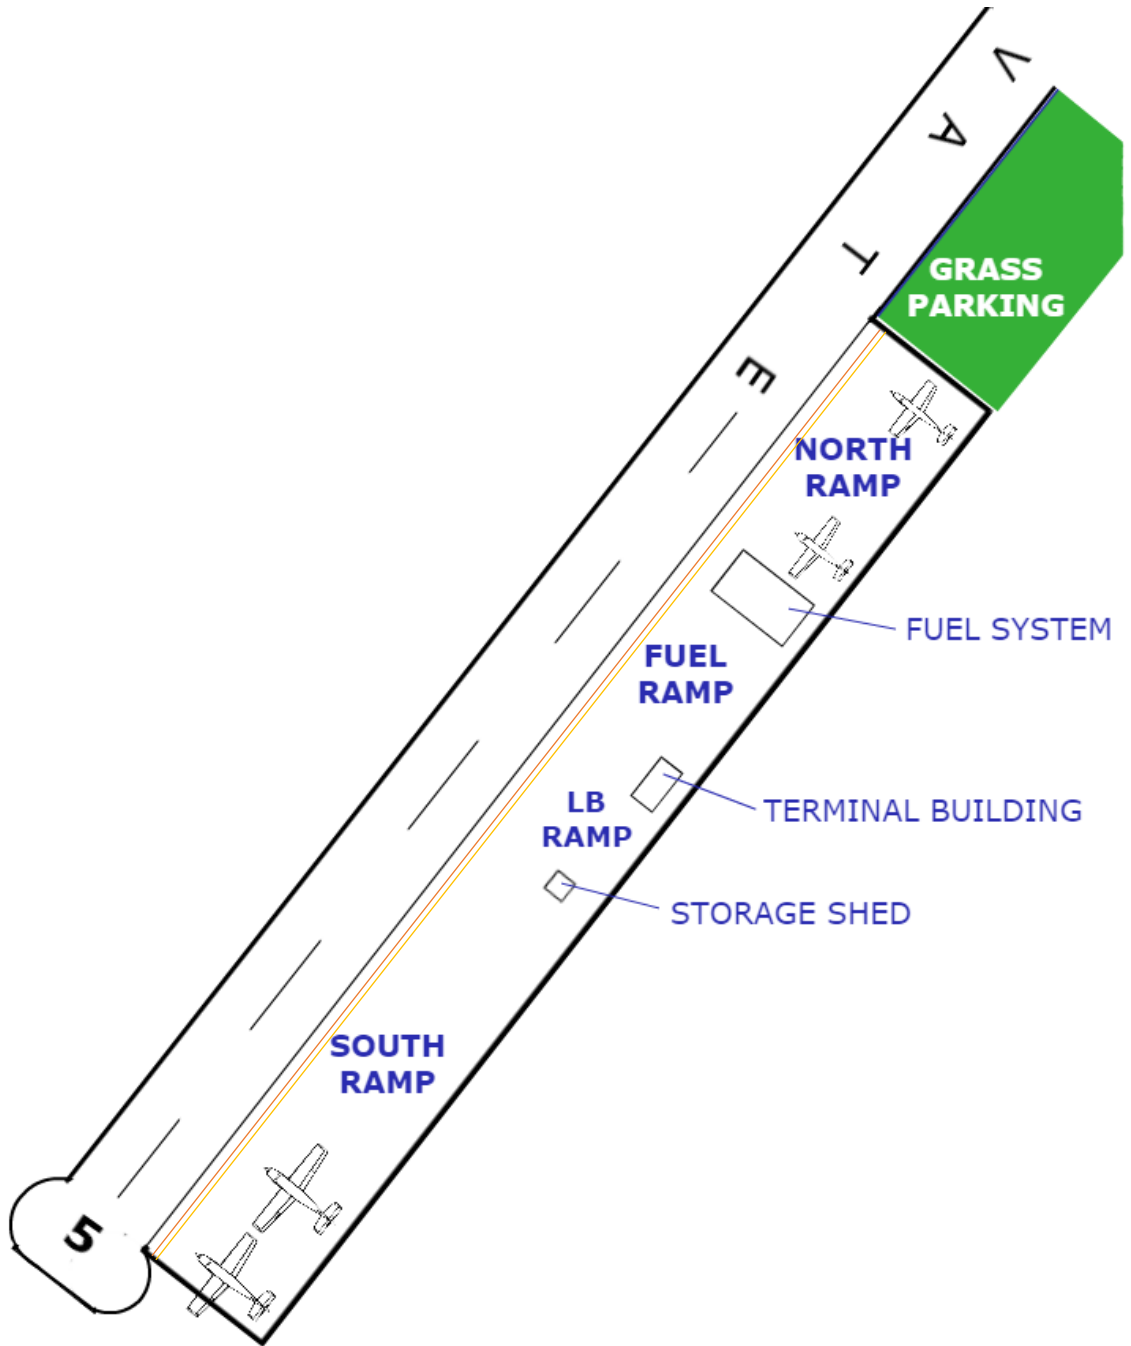 V
A
T
E
GRASS
PARKING
NORTH
RAMP
FUEL SYSTEM
FUEL
RAMP
TERMINAL BUILDING
LB
RAMP
STORAGE SHED
SOUTH
RAMP
5